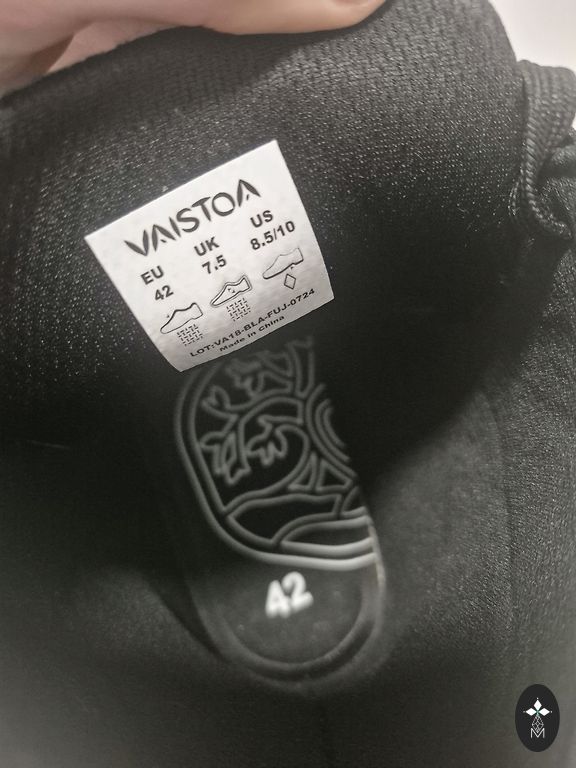 VAISTOA
EU UK US
42 7.5 8.5/10
LOT:VA18-BLA-FUJ-0724
Made in China
42
M